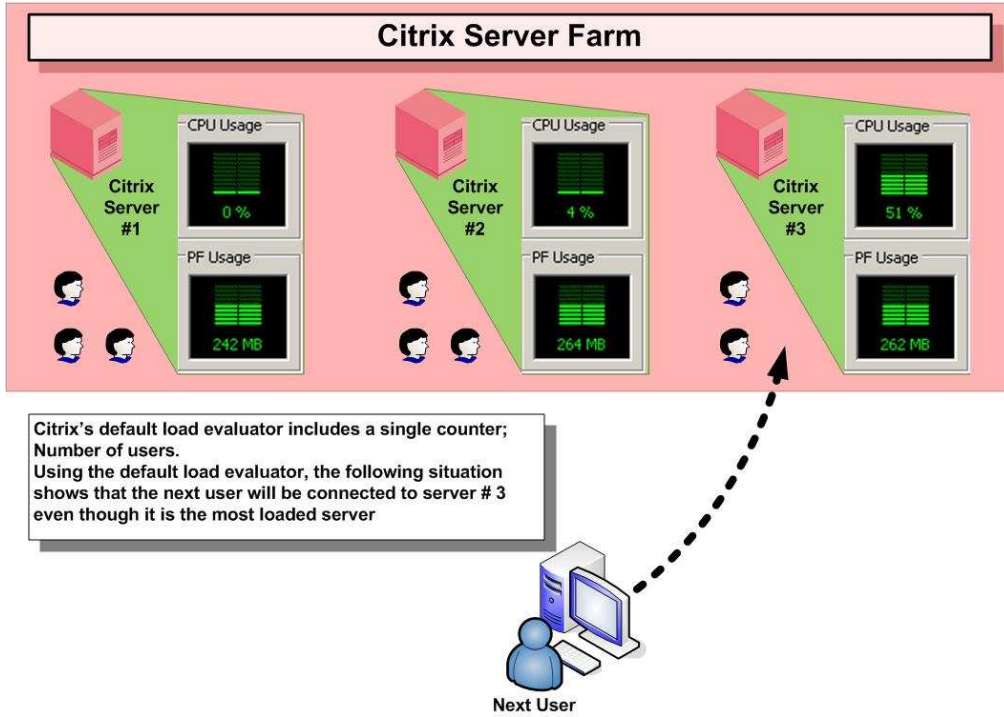 Citrix Server Farm
CPU Usage
0 %
Citrix
Server
#1
PF Usage
242 MB
CPU Usage
4 %
Citrix
Server
#2
PF Usage
264 MB
CPU Usage
51 %
Citrix
Server
#3
PF Usage
262 MB
Citrix's default load evaluator includes a single counter;
Number of users.
Using the default load evaluator, the following situation
shows that the next user will be connected to server # 3
even though it is the most loaded server
Next User